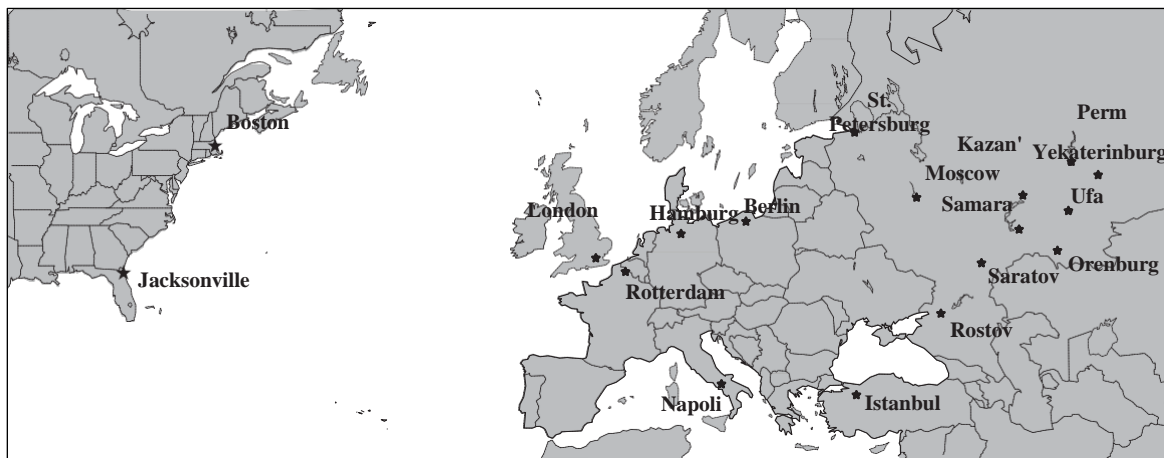 Boston
Jacksonville
London
Hamburg
Berlin
Rotterdam
Napoli
Istanbul
St.
Petersburg
Moscow
Kazan'
Perm
Yekaterinburg
Samara
Ufa
Saratov
Orenburg
Rostov